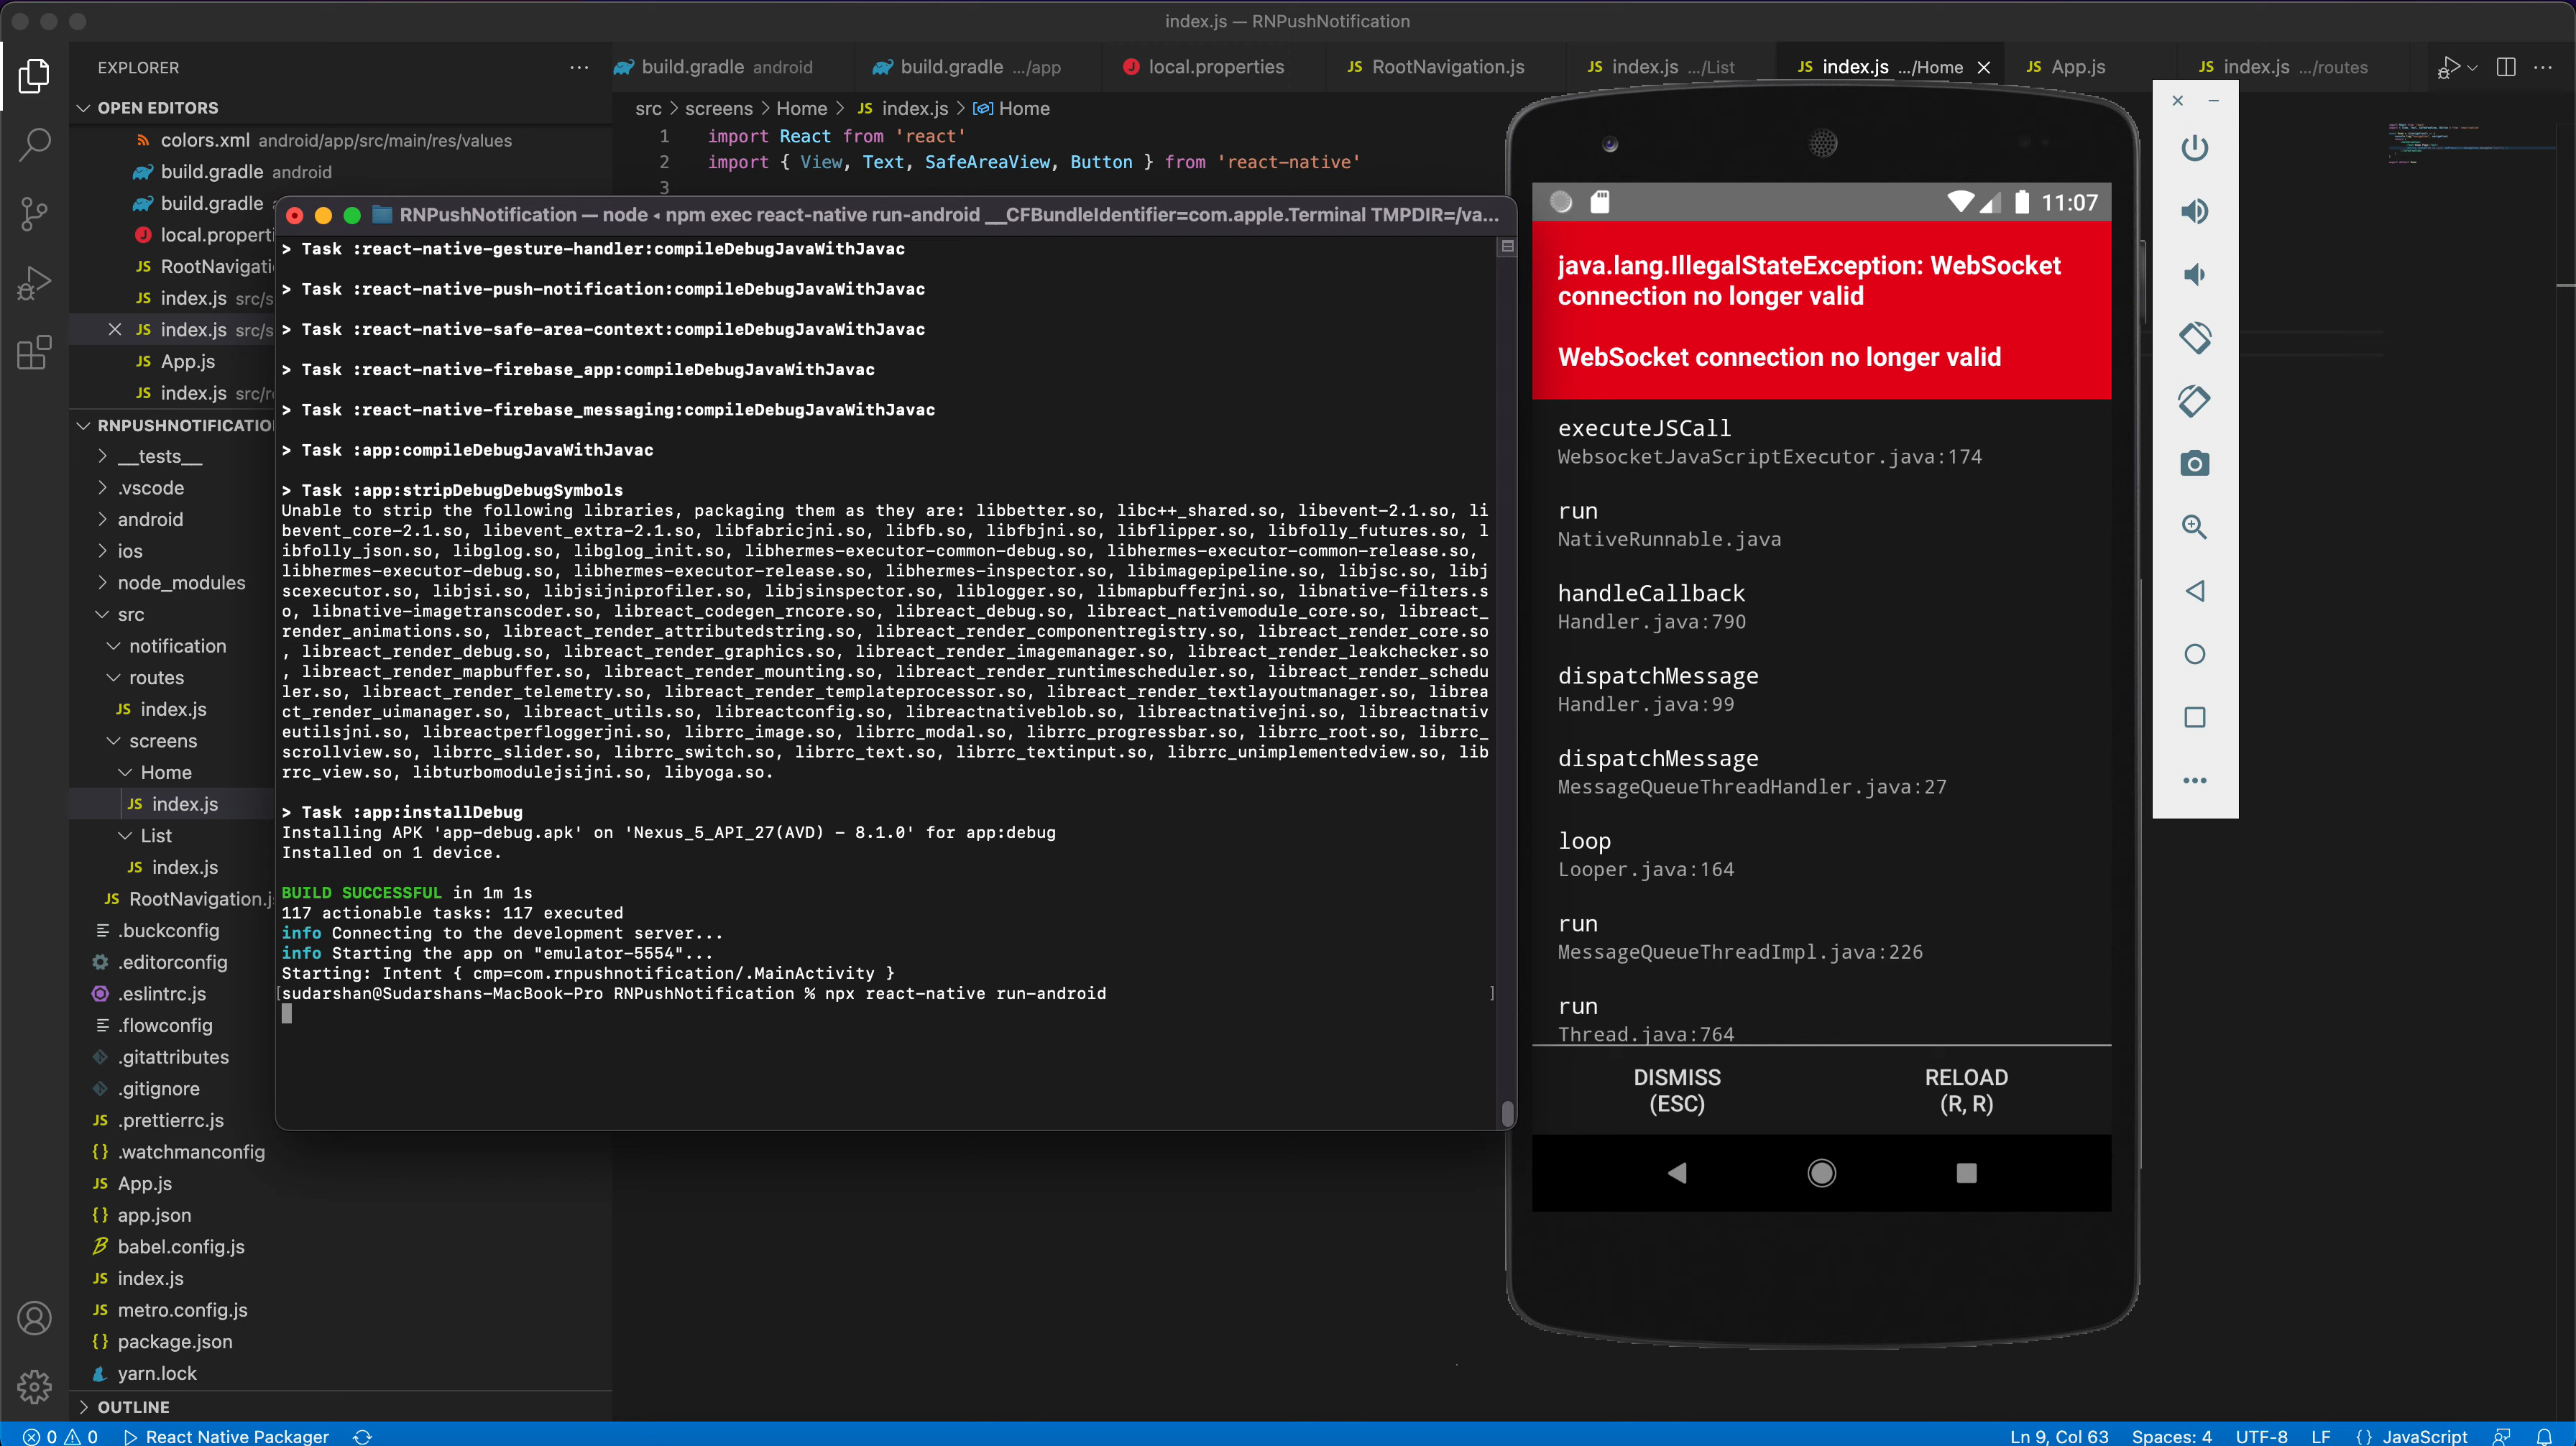 index.js — RNPushNotification
EXPLORER
build.gradle android
build.gradle .../app
local.properties
JS RootNavigation.js
JS index.js .../List
JS index.js .../Home
JS App.js
JS index.js .../routes
OPEN EDITORS
colors.xml android/app/src/main/res/values
build.gradle android
build.gradle
local.properti
JS RootNavigati
JS index.js src/s
JS index.js src/s
JS App.js
JS index.js src/r
RNPUSHNOTIFICATIO
__tests__
.vscode
android
ios
node_modules
src
notification
routes
JS index.js
screens
Home
JS index.js
List
JS index.js
JS RootNavigation.j
.buckconfig
.editorconfig
.eslintrc.js
.flowconfig
.gitattributes
.gitignore
JS .prettierrc.js
{} .watchmanconfig
JS App.js
{} app.json
babel.config.js
JS index.js
JS metro.config.js
{} package.json
yarn.lock
OUTLINE
src > screens > Home > JS index.js > Home
1 import React from 'react'
2 import { View, Text, SafeAreaView, Button } from 'react-native'
3
RNPushNotification — node ◂ npm exec react-native run-android __CFBundleIdentifier=com.apple.Terminal TMPDIR=/va...
> Task :react-native-gesture-handler:compileDebugJavaWithJavac
> Task :react-native-push-notification:compileDebugJavaWithJavac
> Task :react-native-safe-area-context:compileDebugJavaWithJavac
> Task :react-native-firebase_app:compileDebugJavaWithJavac
> Task :react-native-firebase_messaging:compileDebugJavaWithJavac
> Task :app:compileDebugJavaWithJavac
> Task :app:stripDebugDebugSymbols
Unable to strip the following libraries, packaging them as they are: libbetter.so, libc++_shared.so, libevent-2.1.so, li
bevent_core-2.1.so, libevent_extra-2.1.so, libfabricjni.so, libfb.so, libfbjni.so, libflipper.so, libfolly_futures.so, l
ibfolly_json.so, libglog.so, libglog_init.so, libhermes-executor-common-debug.so, libhermes-executor-common-release.so,
libhermes-executor-debug.so, libhermes-executor-release.so, libhermes-inspector.so, libimagepipeline.so, libjsc.so, libj
scexecutor.so, libjsi.so, libjsijniprofiler.so, libjsinspector.so, liblogger.so, libmapbufferjni.so, libnative-filters.s
o, libnative-imagetranscoder.so, libreact_codegen_rncore.so, libreact_debug.so, libreact_nativemodule_core.so, libreact_
render_animations.so, libreact_render_attributedstring.so, libreact_render_componentregistry.so, libreact_render_core.so
, libreact_render_debug.so, libreact_render_graphics.so, libreact_render_imagemanager.so, libreact_render_leakchecker.so
, libreact_render_mapbuffer.so, libreact_render_mounting.so, libreact_render_runtimescheduler.so, libreact_render_schedu
ler.so, libreact_render_telemetry.so, libreact_render_templateprocessor.so, libreact_render_textlayoutmanager.so, librea
ct_render_uimanager.so, libreact_utils.so, libreactconfig.so, libreactnativeblob.so, libreactnativejni.so, libreactnativ
eutilsjni.so, libreactperfloggerjni.so, librrc_image.so, librrc_modal.so, librrc_progressbar.so, librrc_root.so, librrc_
scrollview.so, librrc_slider.so, librrc_switch.so, librrc_text.so, librrc_textinput.so, librrc_unimplementedview.so, lib
rrc_view.so, libturbomodulejsijni.so, libyoga.so.
> Task :app:installDebug
Installing APK 'app-debug.apk' on 'Nexus_5_API_27(AVD) - 8.1.0' for app:debug
Installed on 1 device.
BUILD SUCCESSFUL in 1m 1s
117 actionable tasks: 117 executed
info Connecting to the development server...
info Starting the app on "emulator-5554"...
Starting: Intent { cmp=com.rnpushnotification/.MainActivity }
[sudarshan@Sudarshans-MacBook-Pro RNPushNotification % npx react-native run-android ]
11:07
java.lang.IllegalStateException: WebSocket
connection no longer valid
WebSocket connection no longer valid
executeJSCall
WebsocketJavaScriptExecutor.java:174
run
NativeRunnable.java
handleCallback
Handler.java:790
dispatchMessage
Handler.java:99
dispatchMessage
MessageQueueThreadHandler.java:27
loop
Looper.java:164
run
MessageQueueThreadImpl.java:226
run
Thread.java:764
DISMISS
(ESC)
RELOAD
(R, R)
0 0 React Native Packager
Ln 9, Col 63 Spaces: 4 UTF-8 LF {} JavaScript